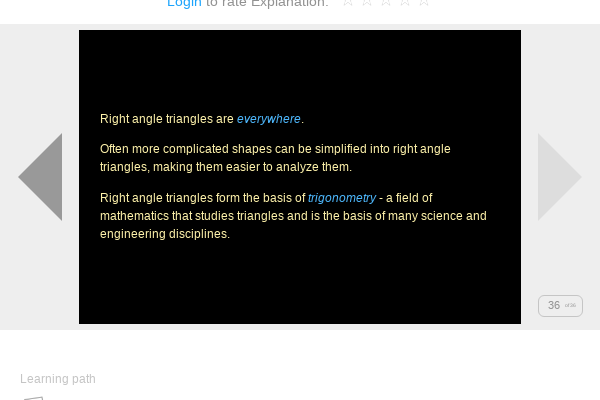 Login to rate Explanation:
Right angle triangles are everywhere.
Often more complicated shapes can be simplified into right angle
triangles, making them easier to analyze them.
Right angle triangles form the basis of trigonometry - a field of
mathematics that studies triangles and is the basis of many science and
engineering disciplines.
36 of 36
Learning path